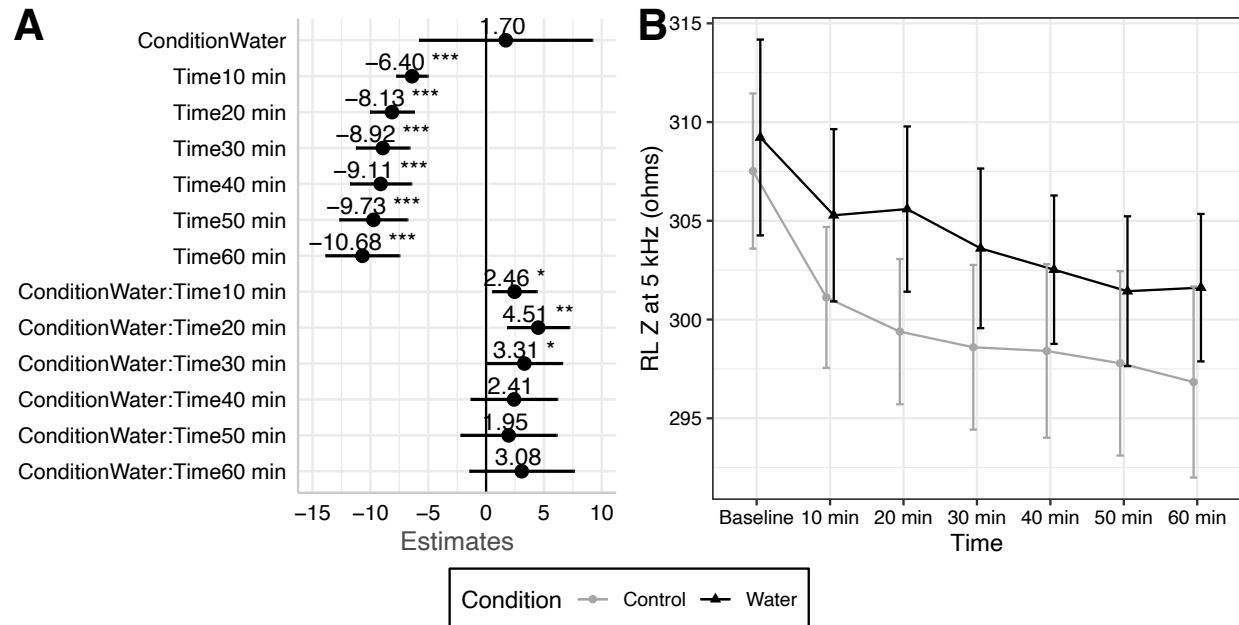 A
ConditionWater 1.70
Time10 min −6.40 ***
Time20 min −8.13 ***
Time30 min −8.92 ***
Time40 min −9.11 ***
Time50 min −9.73 ***
Time60 min −10.68 ***
ConditionWater:Time10 min 2.46 *
ConditionWater:Time20 min 4.51 **
ConditionWater:Time30 min 3.31 *
ConditionWater:Time40 min 2.41
ConditionWater:Time50 min 1.95
ConditionWater:Time60 min 3.08
−15 −10 −5 0 5 10
Estimates
B
RL Z at 5 kHz (ohms)
315
310
305
300
295
Baseline 10 min 20 min 30 min 40 min 50 min 60 min
Time
Condition Control Water